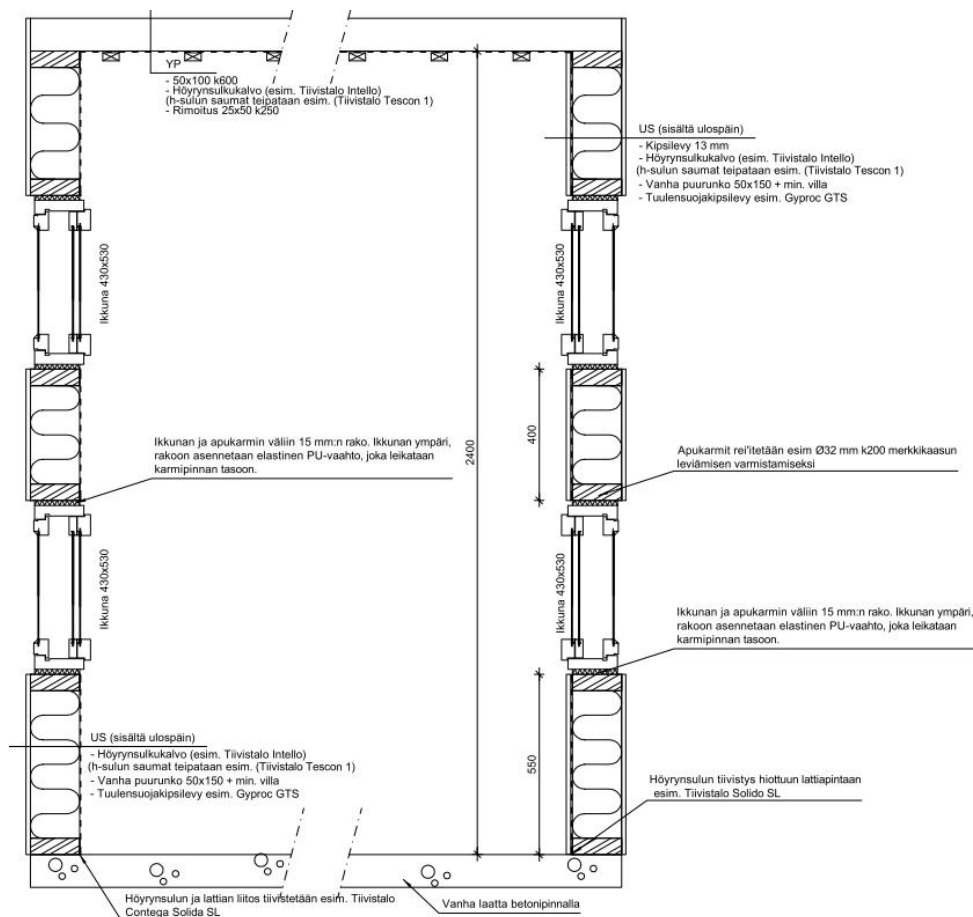 YP
- 50x100 k600
- Höyrynsulkukalvo (esim. Tiivistalo Intello)
(h-sulun saumat teipataan esim. (Tiivistalo Tescon 1)
- Rimoitus 25x50 k250
US (sisältä ulospäin)
- Kipsilevy 13 mm
- Höyrynsulkukalvo (esim. Tiivistalo Intello)
(h-sulun saumat teipataan esim. (Tiivistalo Tescon 1)
- Vanha puurunko 50x150 + min. villa
- Tuulensuojakipsilevy esim. Gyproc GTS
Ikkuna 430x530
Ikkuna 430x530
Ikkunan ja apukarmin väliin 15 mm:n rako. Ikkunan ympäri,
rakoon asennetaan elastinen PU-vaahto, joka leikataan
karmipinnan tasoon.
2400
400
Apukarmit rei'itetään esim Ø32 mm k200 merkkikaasun
leviämisen varmistamiseksi
Ikkuna 430x530
Ikkuna 430x530
Ikkunan ja apukarmin väliin 15 mm:n rako. Ikkunan ympäri,
rakoon asennetaan elastinen PU-vaahto, joka leikataan
karmipinnan tasoon.
US (sisältä ulospäin)
- Höyrynsulkukalvo (esim. Tiivistalo Intello)
(h-sulun saumat teipataan esim. (Tiivistalo Tescon 1)
- Vanha puurunko 50x150 + min. villa
- Tuulensuojakipsilevy esim. Gyproc GTS
550
Höyrynsulun tiivistys hiottuun lattiapintaan
esim. Tiivistalo Solido SL
Höyrynsulun ja lattian liitos tiivistetään esim. Tiivistalo
Contega Solida SL
Vanha laatta betonipinnalla